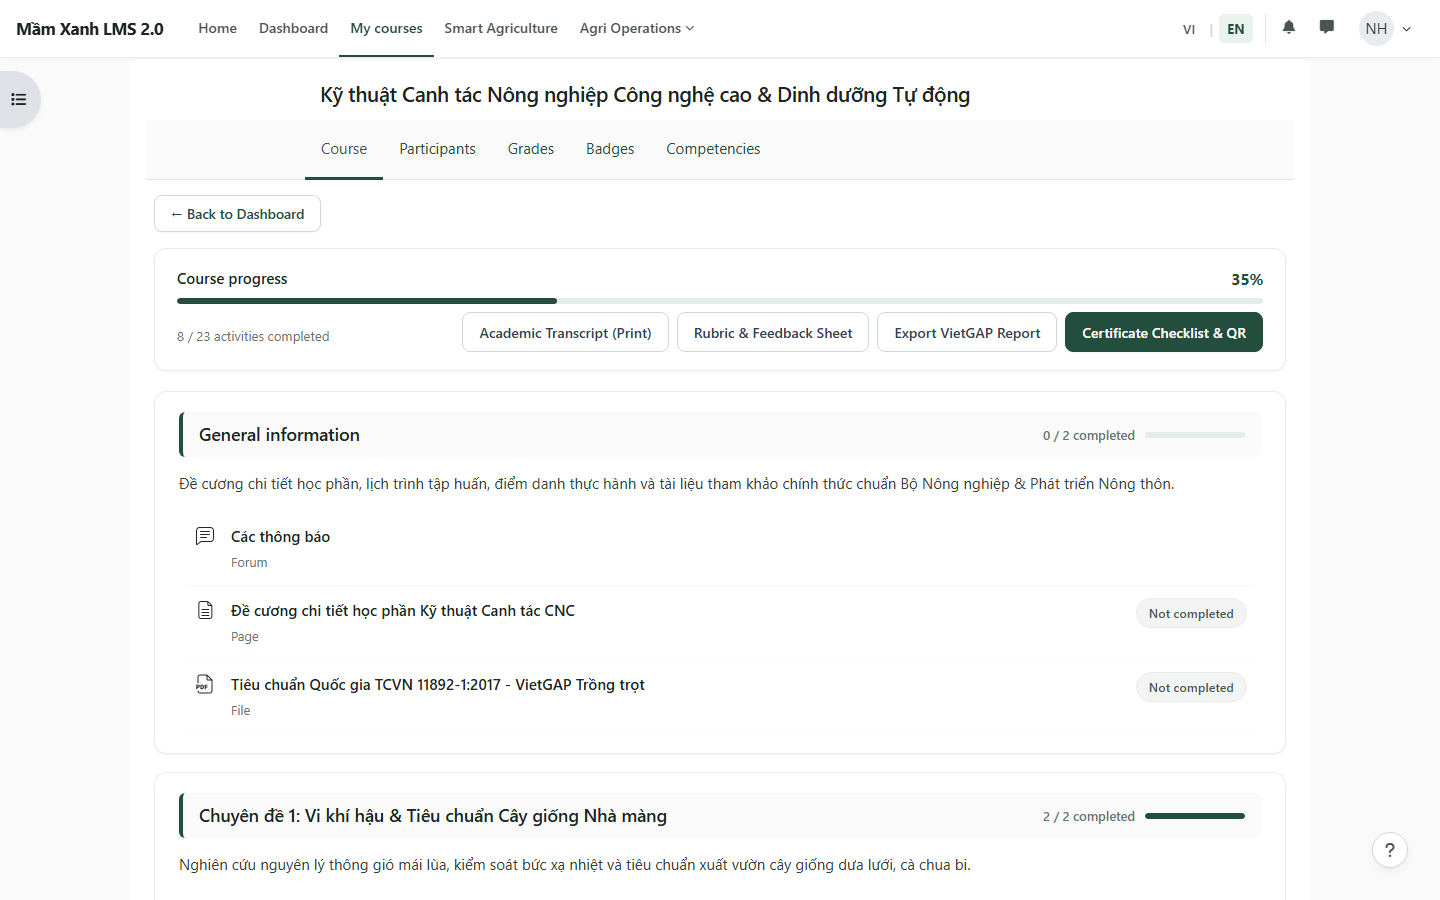 Mầm Xanh LMS 2.0
Home
Dashboard
My courses
Smart Agriculture
Agri Operations
VI | EN
NH
Kỹ thuật Canh tác Nông nghiệp Công nghệ cao & Dinh dưỡng Tự động
Course
Participants
Grades
Badges
Competencies
← Back to Dashboard
Course progress
35%
8 / 23 activities completed
Academic Transcript (Print)
Rubric & Feedback Sheet
Export VietGAP Report
Certificate Checklist & QR
General information
0 / 2 completed
Đề cương chi tiết học phần, lịch trình tập huấn, điểm danh thực hành và tài liệu tham khảo chính thức chuẩn Bộ Nông nghiệp & Phát triển Nông thôn.
Các thông báo
Forum
Đề cương chi tiết học phần Kỹ thuật Canh tác CNC
Not completed
Page
PDF
Tiêu chuẩn Quốc gia TCVN 11892-1:2017 - VietGAP Trồng trọt
Not completed
File
Chuyên đề 1: Vi khí hậu & Tiêu chuẩn Cây giống Nhà màng
2 / 2 completed
Nghiên cứu nguyên lý thông gió mái lùa, kiểm soát bức xạ nhiệt và tiêu chuẩn xuất vườn cây giống dưa lưới, cà chua bi.
?